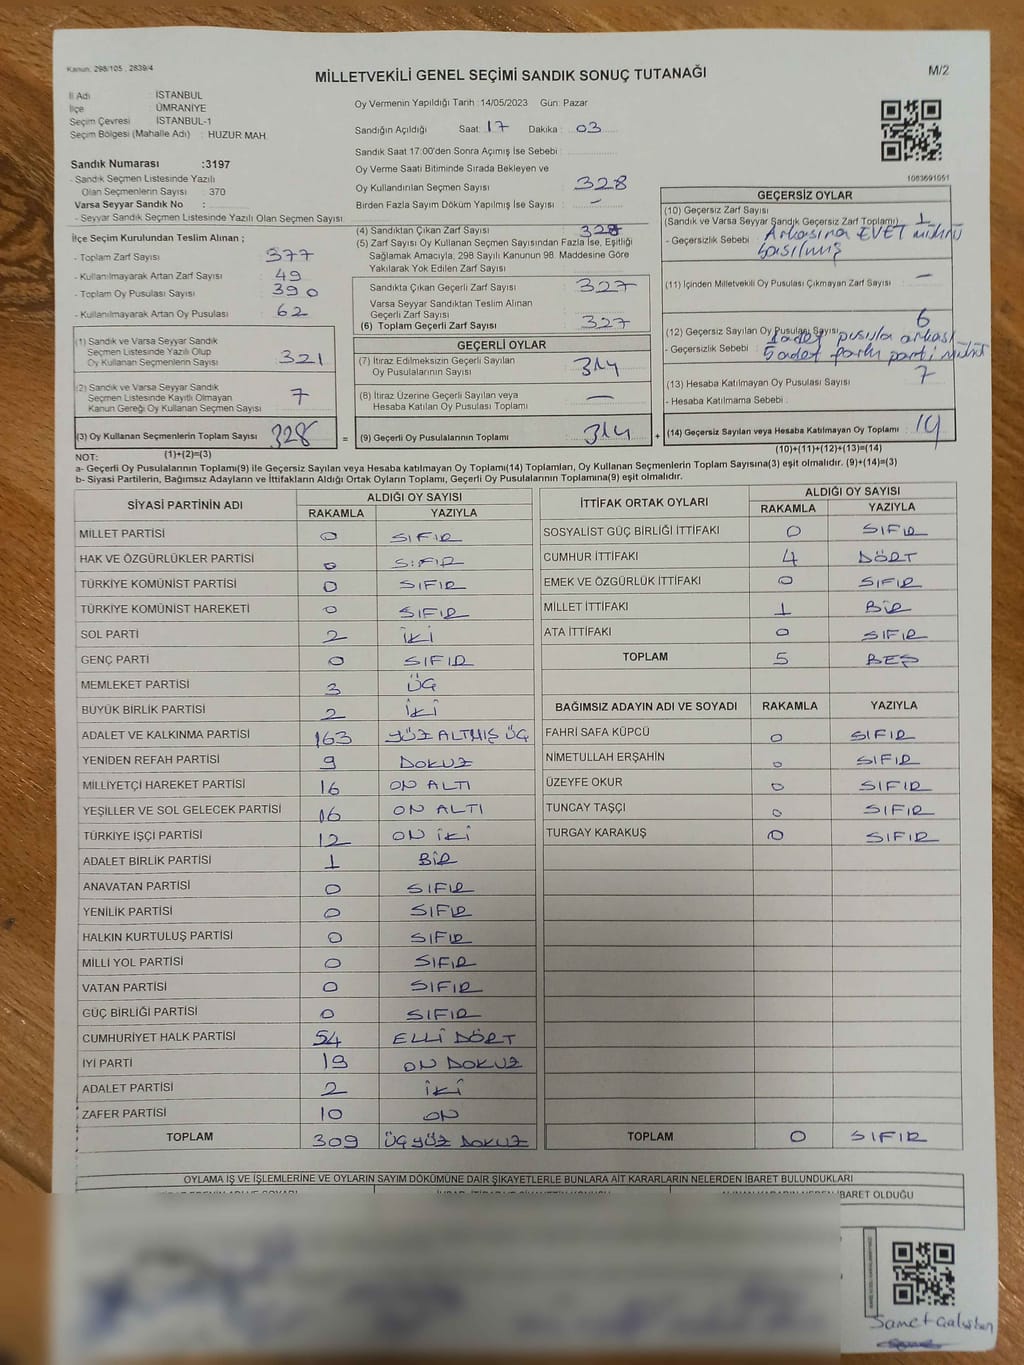 Kanun. 298/105 , 2839/4
MİLLETVEKİLİ GENEL SEÇİMİ SANDIK SONUÇ TUTANAĞI
M/2
İl Adı : İSTANBUL
İlçe : ÜMRANİYE
Seçim Çevresi : İSTANBUL-1
Seçim Bölgesi (Mahalle Adı) : HUZUR MAH.
Sandık Numarası :3197
- Sandık Seçmen Listesinde Yazılı
Olan Seçmenlerin Sayısı : 370
Varsa Seyyar Sandık No :
- Seyyar Sandık Seçmen Listesinde Yazılı Olan Seçmen Sayısı :
Oy Vermenin Yapıldığı Tarih :14/05/2023 Gün: Pazar
Sandığın Açıldığı Saat: 17 Dakika : 03
Sandık Saat 17:00'den Sonra Açımış İse Sebebi :
Oy Verme Saati Bitiminde Sırada Bekleyen ve
Oy Kullandırılan Seçmen Sayısı : 328
Birden Fazla Sayım Döküm Yapılmış İse Sayısı : -
1063691051
İlçe Seçim Kurulundan Teslim Alınan ;
- Toplam Zarf Sayısı : 377
- Kullanılmayarak Artan Zarf Sayısı : 49
- Toplam Oy Pusulası Sayısı : 390
- Kullanılmayarak Artan Oy Pusulası : 62
(1) Sandık ve Varsa Seyyar Sandık
Seçmen Listesinde Yazılı Olup
Oy Kullanan Seçmenlerin Sayısı : 321
(2) Sandık ve Varsa Seyyar Sandık
Seçmen Listesinde Kayıtlı Olmayan
Kanun Gereği Oy Kullanan Seçmen Sayısı : 7
(3) Oy Kullanan Seçmenlerin Toplam Sayısı : 328
(1)+(2)=(3)
(4) Sandıktan Çıkan Zarf Sayısı : 328
(5) Zarf Sayısı Oy Kullanan Seçmen Sayısından Fazla İse, Eşitliği
Sağlamak Amacıyla, 298 Sayılı Kanunun 98. Maddesine Göre
Yakılarak Yok Edilen Zarf Sayısı :
Sandıkta Çıkan Geçerli Zarf Sayısı : 327
Varsa Seyyar Sandıktan Teslim Alınan
Geçerli Zarf Sayısı :
(6) Toplam Geçerli Zarf Sayısı : 327
GEÇERLİ OYLAR
(7) İtiraz Edilmeksizin Geçerli Sayılan
Oy Pusulalarının Sayısı : 314
(8) İtiraz Üzerine Geçerli Sayılan veya
Hesaba Katılan Oy Pusulası Toplamı : —
= (9) Geçerli Oy Pusulalarının Toplamı : 314
GEÇERSİZ OYLAR
(10) Geçersiz Zarf Sayısı
(Sandık ve Varsa Seyyar Sandık Geçersiz Zarf Toplamı) : 1
- Geçersizlik Sebebi : Arkasına EVET mührü
basılmış
(11) İçinden Milletvekili Oy Pusulası Çıkmayan Zarf Sayısı : —
(12) Geçersiz Sayılan Oy Pusulası Sayısı : 6
1 adet pusula arkası
- Geçersizlik Sebebi : 5 adet farklı parti mühür
(13) Hesaba Katılmayan Oy Pusulası Sayısı : 7
- Hesaba Katılmama Sebebi :
+ (14) Geçersiz Sayılan veya Hesaba Katılmayan Oy Toplamı : 14
(10)+(11)+(12)+(13)=(14)
NOT:
a- Geçerli Oy Pusulalarının Toplamı(9) ile Geçersiz Sayılan veya Hesaba katılmayan Oy Toplamı(14) Toplamları, Oy Kullanan Seçmenlerin Toplam Sayısına(3) eşit olmalıdır. (9)+(14)=(3)
b- Siyasi Partilerin, Bağımsız Adayların ve İttifakların Aldığı Ortak Oyların Toplamı, Geçerli Oy Pusulalarının Toplamına(9) eşit olmalıdır.
SİYASİ PARTİNİN ADI ALDIĞI OY SAYISI
RAKAMLA YAZIYLA
MİLLET PARTİSİ 0 SIFIR
HAK VE ÖZGÜRLÜKLER PARTİSİ 0 SIFIR
TÜRKİYE KOMÜNİST PARTİSİ 0 SIFIR
TÜRKİYE KOMÜNİST HAREKETİ 0 SIFIR
SOL PARTİ 2 İKİ
GENÇ PARTİ 0 SIFIR
MEMLEKET PARTİSİ 3 ÜÇ
BÜYÜK BİRLİK PARTİSİ 2 İKİ
ADALET VE KALKINMA PARTİSİ 163 YÜZ ALTMIŞ ÜÇ
YENİDEN REFAH PARTİSİ 9 DOKUZ
MİLLİYETÇİ HAREKET PARTİSİ 16 ON ALTI
YEŞİLLER VE SOL GELECEK PARTİSİ 16 ON ALTI
TÜRKİYE İŞÇİ PARTİSİ 12 ON İKİ
ADALET BİRLİK PARTİSİ 1 BİR
ANAVATAN PARTİSİ 0 SIFIR
YENİLİK PARTİSİ 0 SIFIR
HALKIN KURTULUŞ PARTİSİ 0 SIFIR
MİLLİ YOL PARTİSİ 0 SIFIR
VATAN PARTİSİ 0 SIFIR
GÜÇ BİRLİĞİ PARTİSİ 0 SIFIR
CUMHURİYET HALK PARTİSİ 54 ELLİ DÖRT
İYİ PARTİ 19 ON DOKUZ
ADALET PARTİSİ 2 İKİ
ZAFER PARTİSİ 10 ON
TOPLAM 309 ÜÇ YÜZ DOKUZ
İTTİFAK ORTAK OYLARI ALDIĞI OY SAYISI
RAKAMLA YAZIYLA
SOSYALİST GÜÇ BİRLİĞİ İTTİFAKI 0 SIFIR
CUMHUR İTTİFAKI 4 DÖRT
EMEK VE ÖZGÜRLÜK İTTİFAKI 0 SIFIR
MİLLET İTTİFAKI 1 BİR
ATA İTTİFAKI 0 SIFIR
TOPLAM 5 BEŞ
BAĞIMSIZ ADAYIN ADI VE SOYADI RAKAMLA YAZIYLA
FAHRİ SAFA KÜPCÜ 0 SIFIR
NİMETULLAH ERŞAHİN 0 SIFIR
ÜZEYFE OKUR 0 SIFIR
TUNCAY TAŞÇI 0 SIFIR
TURGAY KARAKUŞ 0 SIFIR
TOPLAM 0 SIFIR
OYLAMA İŞ VE İŞLEMLERİNE VE OYLARIN SAYIM DÖKÜMÜNE DAİR ŞİKAYETLERLE BUNLARA AİT KARARLARIN NELERDEN İBARET BULUNDUKLARI
İBARET OLDUĞU
Samet